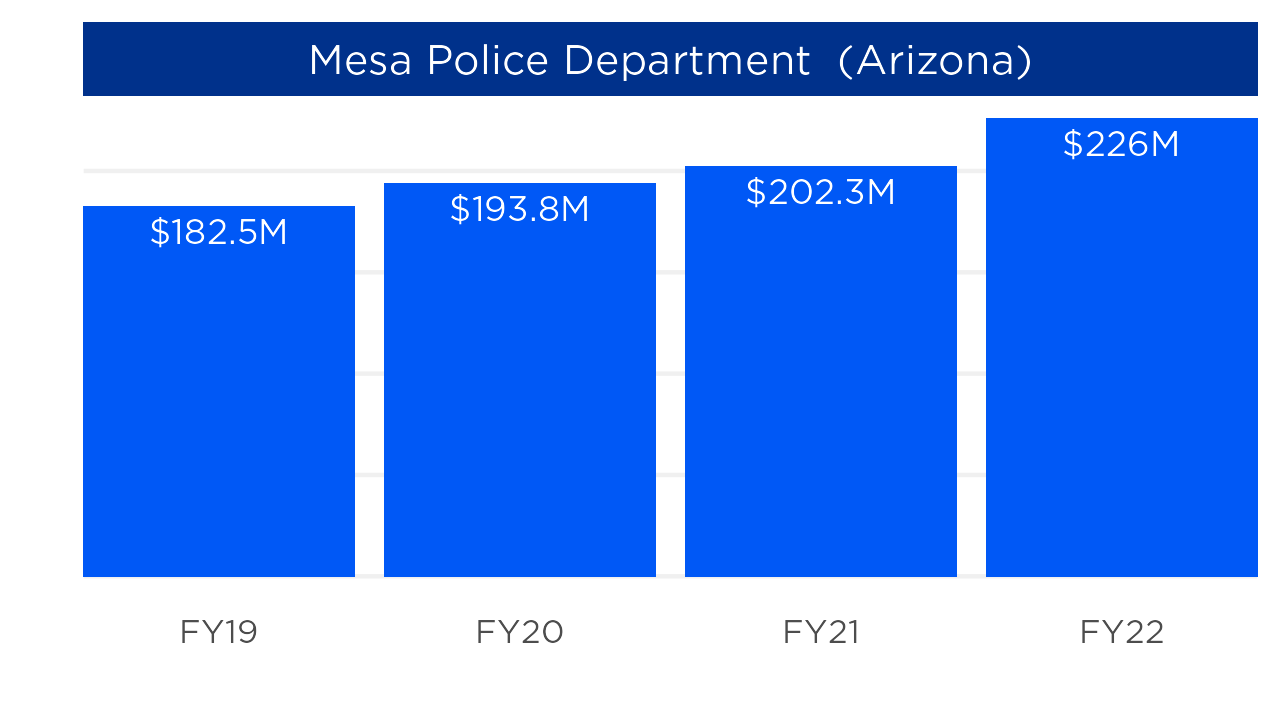 Mesa Police Department (Arizona)
$182.5M
$193.8M
$202.3M
$226M
FY19
FY20
FY21
FY22